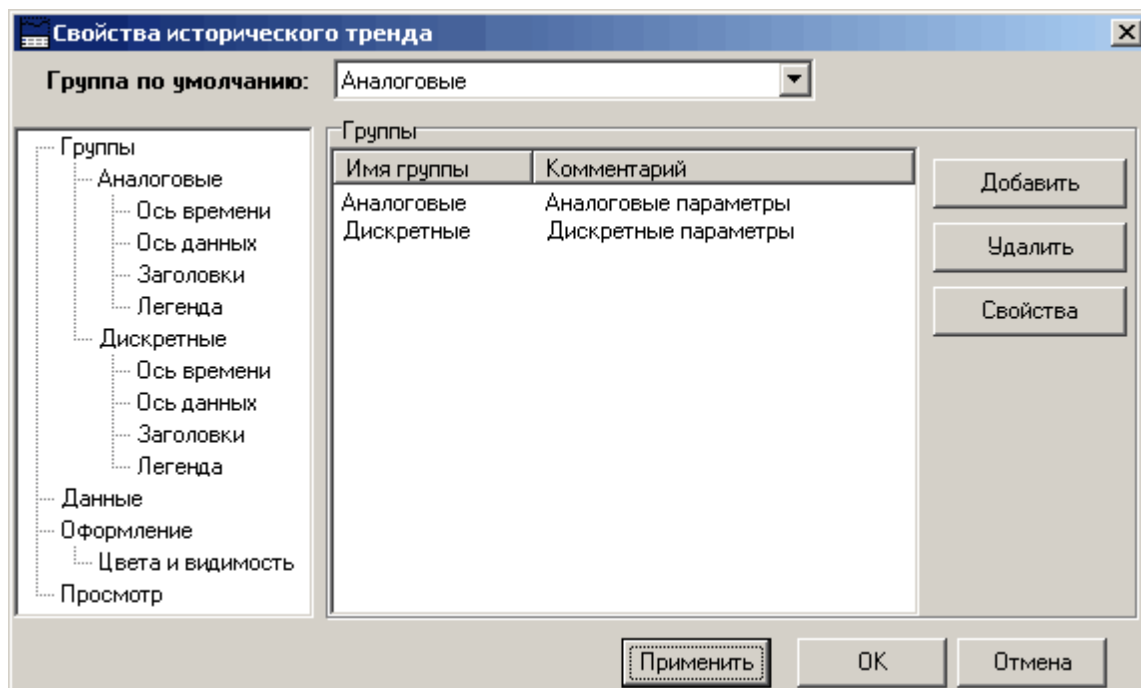 Свойства исторического тренда
Группа по умолчанию: Аналоговые
Группы
Аналоговые
Ось времени
Ось данных
Заголовки
Легенда
Дискретные
Ось времени
Ось данных
Заголовки
Легенда
Данные
Оформление
Цвета и видимость
Просмотр
Группы
Имя группы Комментарий
Аналоговые Аналоговые параметры
Дискретные Дискретные параметры
Добавить
Удалить
Свойства
Применить OK Отмена